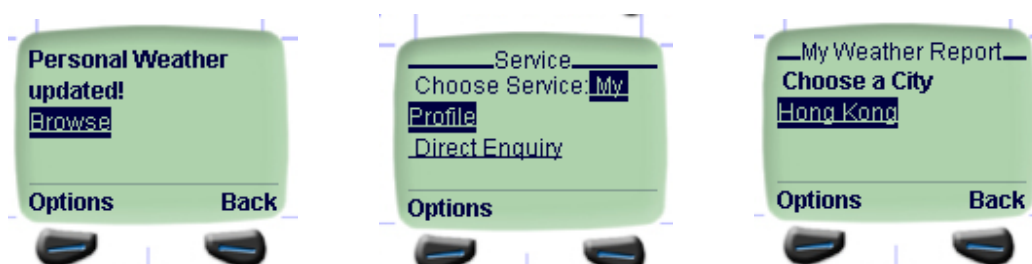 Personal Weather
updated!
Browse
Options Back
Service
Choose Service: My
Profile
Direct Enquiry
Options
My Weather Report
Choose a City
Hong Kong
Options Back